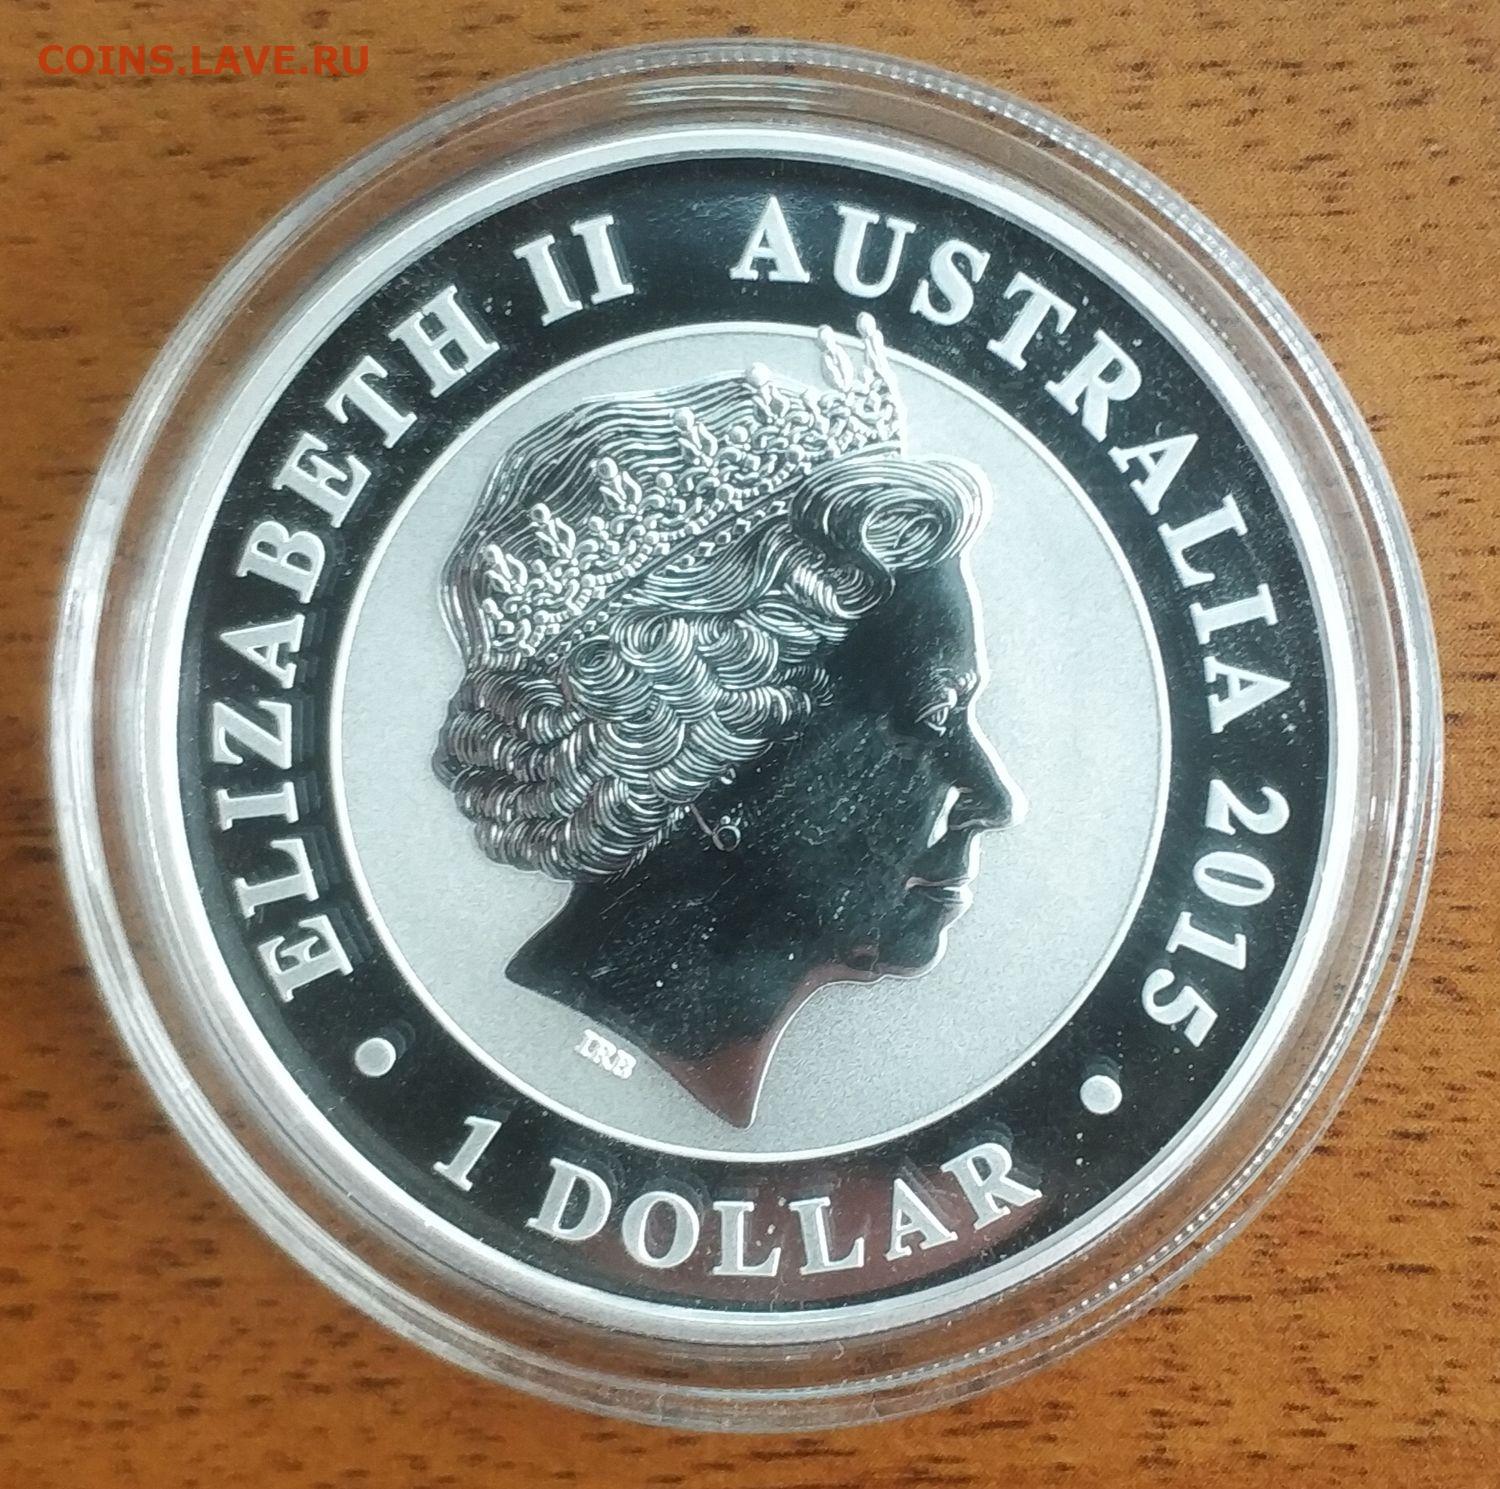 COINS.LAVE.RU
ELIZABETH II AUSTRALIA 2015
IRB
• 1 DOLLAR •